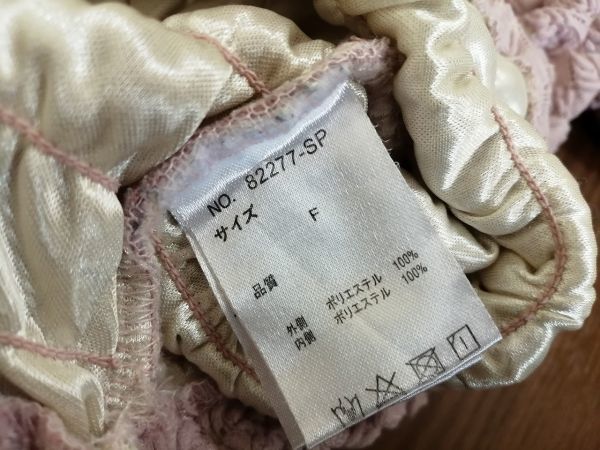 NO. 82277-SP
サイズ F
品質
外側 ポリエステル 100%
内側 ポリエステル 100%
1